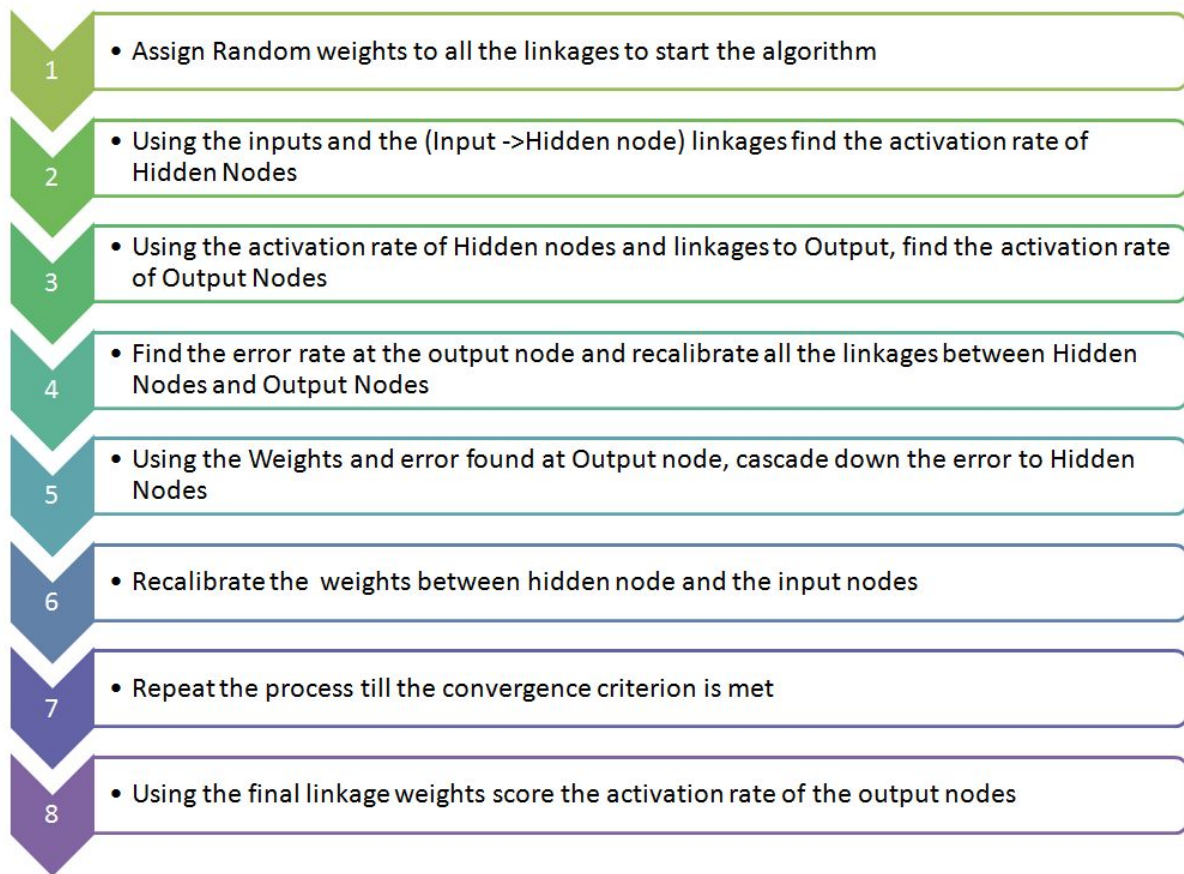 1
• Assign Random weights to all the linkages to start the algorithm
2
• Using the inputs and the (Input ->Hidden node) linkages find the activation rate of
Hidden Nodes
3
• Using the activation rate of Hidden nodes and linkages to Output, find the activation rate
of Output Nodes
4
• Find the error rate at the output node and recalibrate all the linkages between Hidden
Nodes and Output Nodes
5
• Using the Weights and error found at Output node, cascade down the error to Hidden
Nodes
6
• Recalibrate the  weights between hidden node and the input nodes
7
• Repeat the process till the convergence criterion is met
8
• Using the final linkage weights score the activation rate of the output nodes